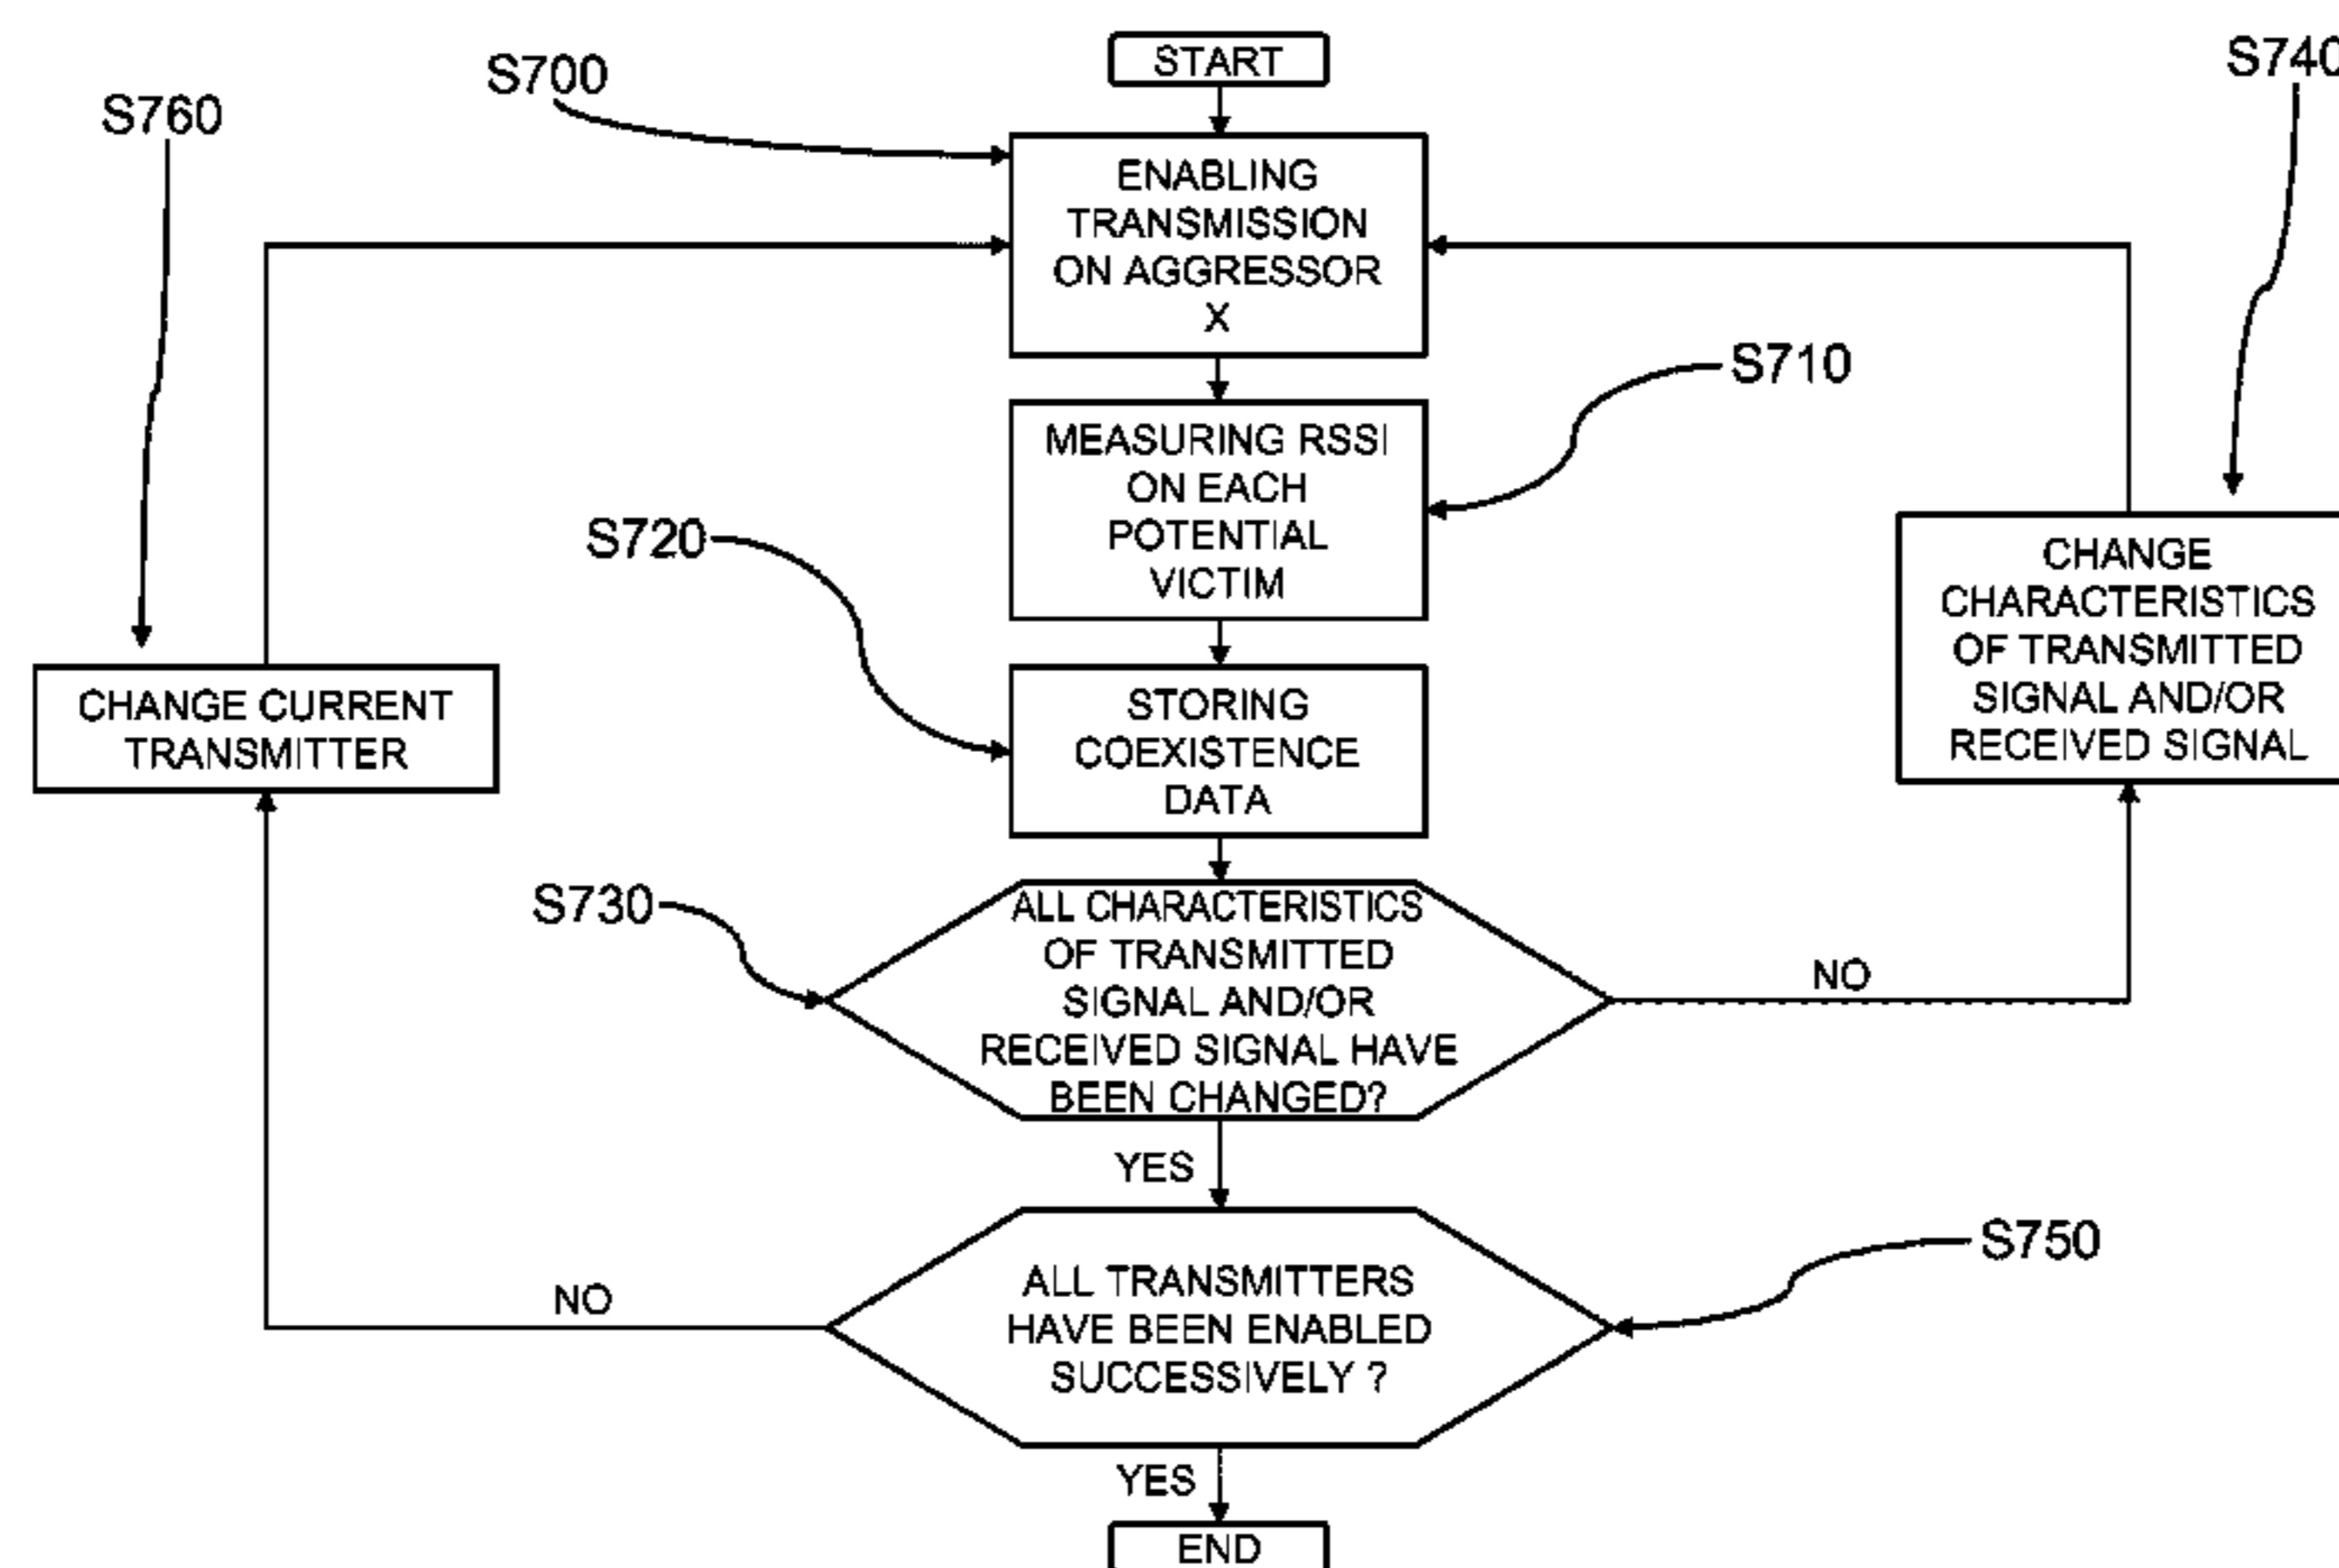 START
S700
S740
S760
ENABLING
TRANSMISSION
ON AGGRESSOR
X
S710
MEASURING RSSI
ON EACH
POTENTIAL
VICTIM
S720
CHANGE
CHARACTERISTICS
OF TRANSMITTED
SIGNAL AND/OR
RECEIVED SIGNAL
CHANGE CURRENT
TRANSMITTER
STORING
COEXISTENCE
DATA
S730
ALL CHARACTERISTICS
OF TRANSMITTED
SIGNAL AND/OR
RECEIVED SIGNAL HAVE
BEEN CHANGED?
NO
YES
S750
ALL TRANSMITTERS
HAVE BEEN ENABLED
SUCCESSIVELY ?
NO
YES
END